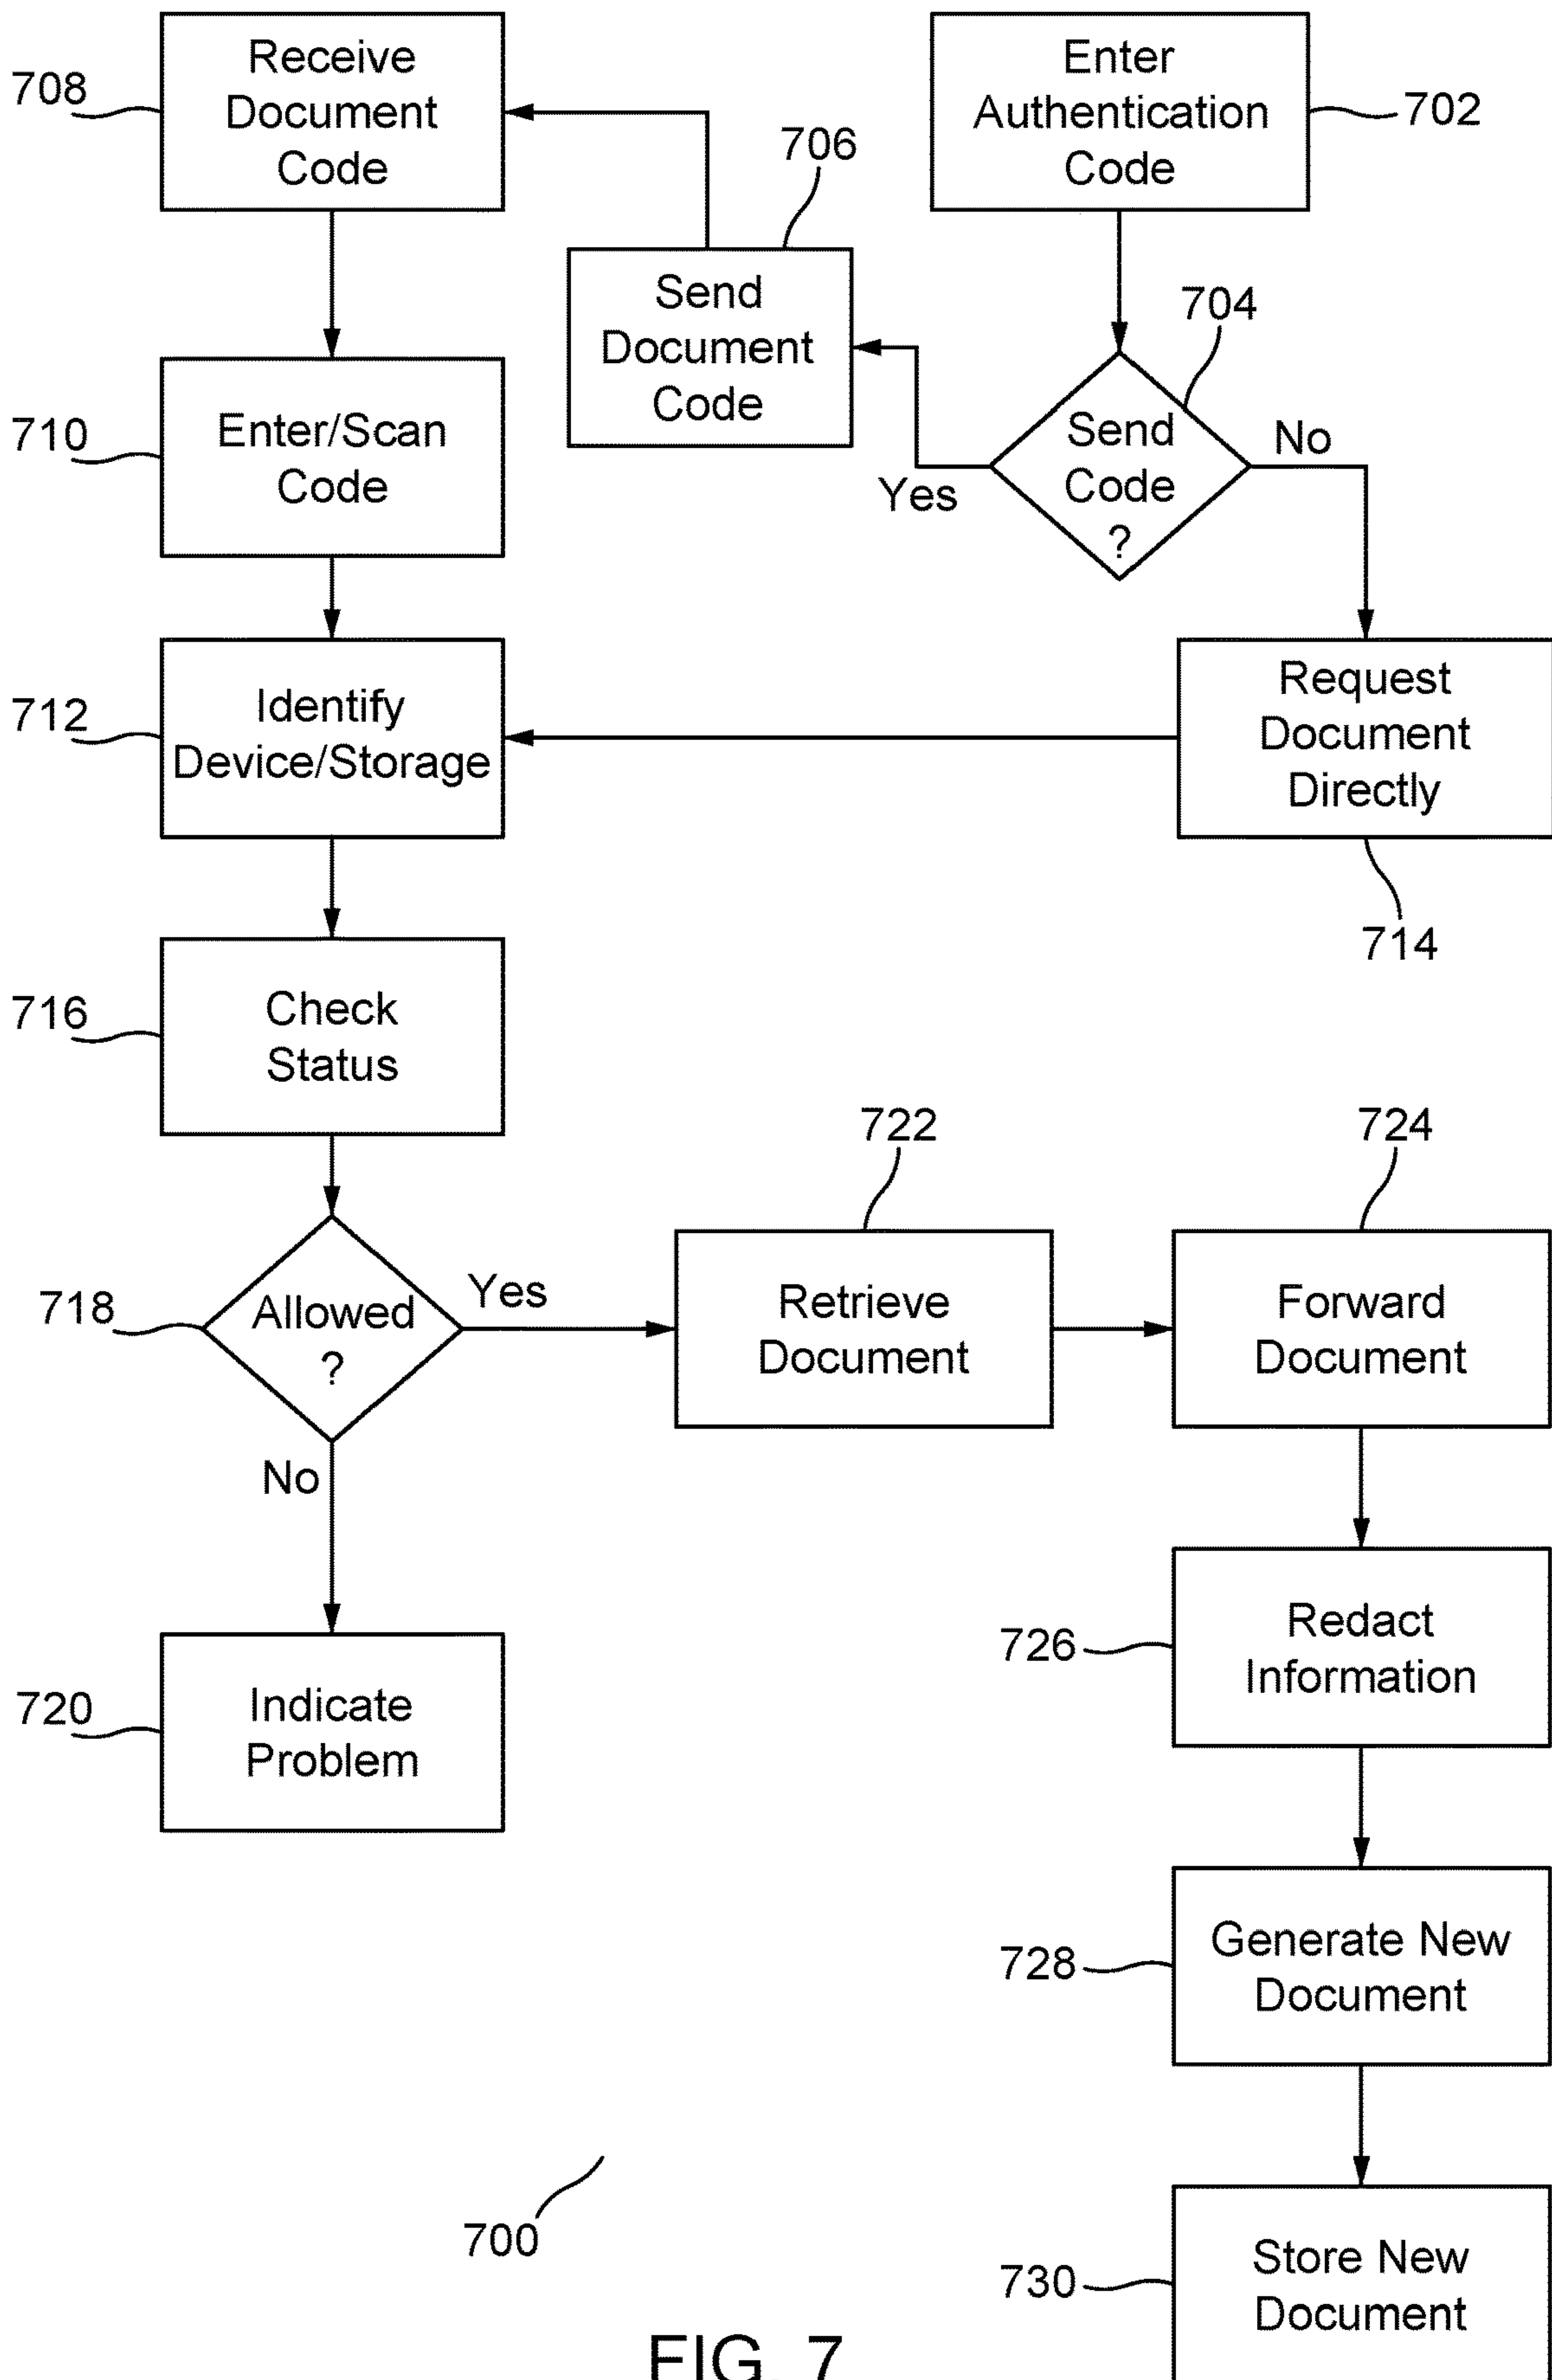 708
Receive
Document
Code
Enter
Authentication
Code
702
706
Send
Document
Code
704
Send
Code
?
Yes
No
710
Enter/Scan
Code
712
Identify
Device/Storage
Request
Document
Directly
714
716
Check
Status
718
Allowed
?
Yes
No
722
Retrieve
Document
724
Forward
Document
720
Indicate
Problem
726
Redact
Information
728
Generate New
Document
700
730
Store New
Document
FIG. 7